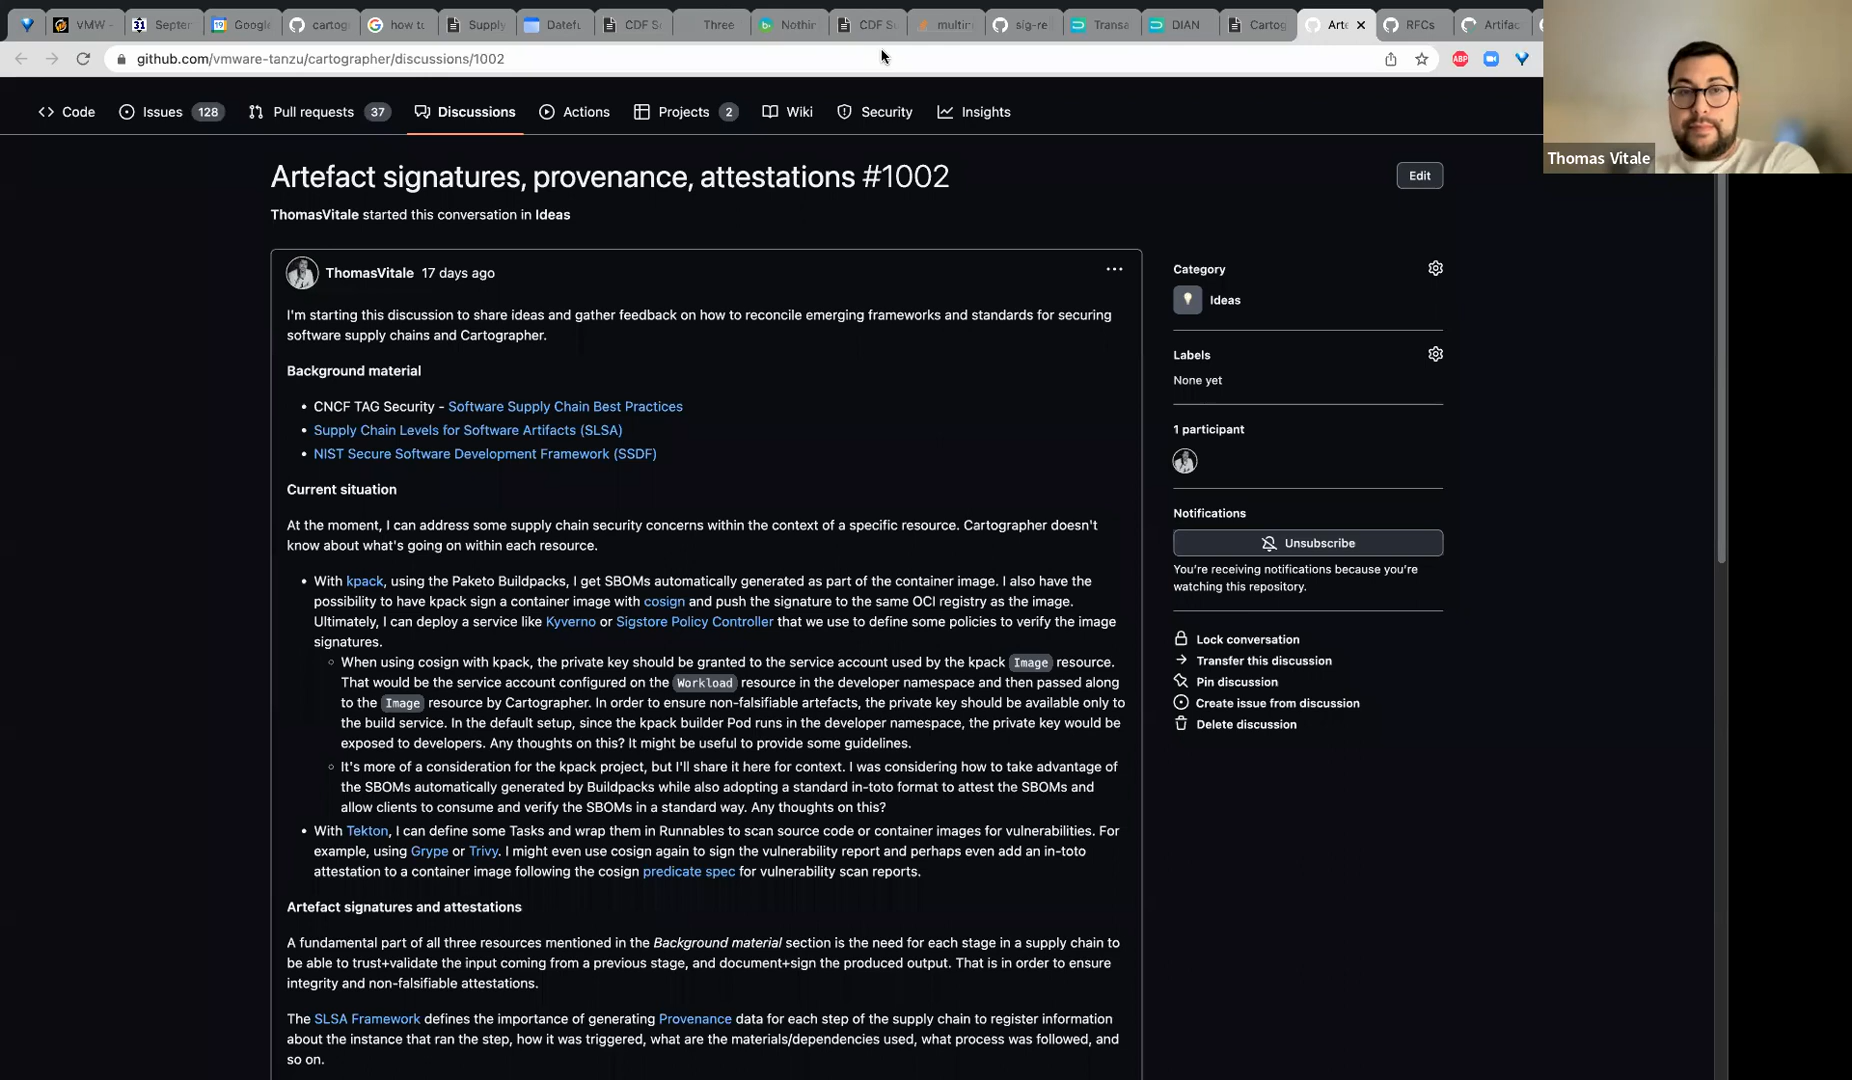 VMW
31 Septer
19 Google
cartog
how to
Supply
Datefu
CDF S
Three
Nothin
CDF S
multir
sig-re
Transa
DIAN
Cartog
Arte
RFCs
Artifac
github.com/vmware-tanzu/cartographer/discussions/1002
ABP
Code
Issues 128
Pull requests 37
Discussions
Actions
Projects 2
Wiki
Security
Insights
Thomas Vitale
Artefact signatures, provenance, attestations #1002
Edit
ThomasVitale started this conversation in Ideas
ThomasVitale 17 days ago
I'm starting this discussion to share ideas and gather feedback on how to reconcile emerging frameworks and standards for securing
software supply chains and Cartographer.
Background material
• CNCF TAG Security - Software Supply Chain Best Practices
• Supply Chain Levels for Software Artifacts (SLSA)
• NIST Secure Software Development Framework (SSDF)
Current situation
At the moment, I can address some supply chain security concerns within the context of a specific resource. Cartographer doesn't
know about what's going on within each resource.
• With kpack, using the Paketo Buildpacks, I get SBOMs automatically generated as part of the container image. I also have the
possibility to have kpack sign a container image with cosign and push the signature to the same OCI registry as the image.
Ultimately, I can deploy a service like Kyverno or Sigstore Policy Controller that we use to define some policies to verify the image
signatures.
◦ When using cosign with kpack, the private key should be granted to the service account used by the kpack Image resource.
That would be the service account configured on the Workload resource in the developer namespace and then passed along
to the Image resource by Cartographer. In order to ensure non-falsifiable artefacts, the private key should be available only to
the build service. In the default setup, since the kpack builder Pod runs in the developer namespace, the private key would be
exposed to developers. Any thoughts on this? It might be useful to provide some guidelines.
◦ It's more of a consideration for the kpack project, but I'll share it here for context. I was considering how to take advantage of
the SBOMs automatically generated by Buildpacks while also adopting a standard in-toto format to attest the SBOMs and
allow clients to consume and verify the SBOMs in a standard way. Any thoughts on this?
• With Tekton, I can define some Tasks and wrap them in Runnables to scan source code or container images for vulnerabilities. For
example, using Grype or Trivy. I might even use cosign again to sign the vulnerability report and perhaps even add an in-toto
attestation to a container image following the cosign predicate spec for vulnerability scan reports.
Artefact signatures and attestations
A fundamental part of all three resources mentioned in the Background material section is the need for each stage in a supply chain to
be able to trust+validate the input coming from a previous stage, and document+sign the produced output. That is in order to ensure
integrity and non-falsifiable attestations.
The SLSA Framework defines the importance of generating Provenance data for each step of the supply chain to register information
about the instance that ran the step, how it was triggered, what are the materials/dependencies used, what process was followed, and
so on.
Category
Ideas
Labels
None yet
1 participant
Notifications
Unsubscribe
You're receiving notifications because you're
watching this repository.
Lock conversation
Transfer this discussion
Pin discussion
Create issue from discussion
Delete discussion